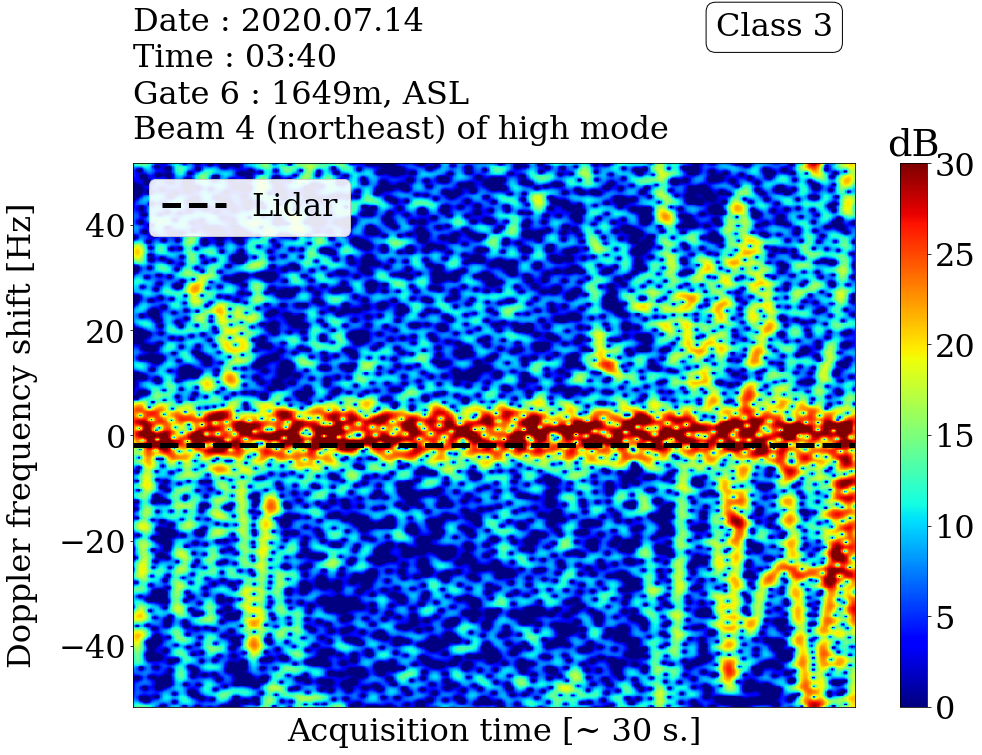 Date : 2020.07.14
Time : 03:40
Gate 6 : 1649m, ASL
Beam 4 (northeast) of high mode
Class 3
dB
Lidar
Doppler frequency shift [Hz]
40
20
0
−20
−40
30
25
20
15
10
5
0
Acquisition time [~ 30 s.]